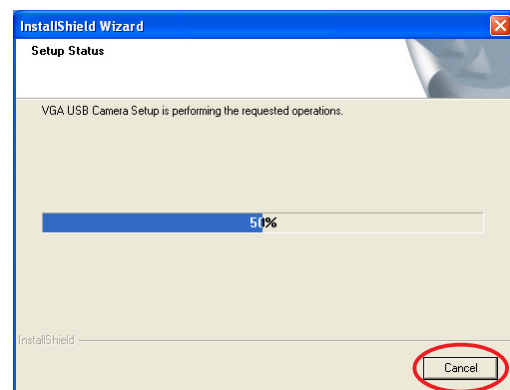 InstallShield Wizard
Setup Status
VGA USB Camera Setup is performing the requested operations.
50%
InstallShield
Cancel